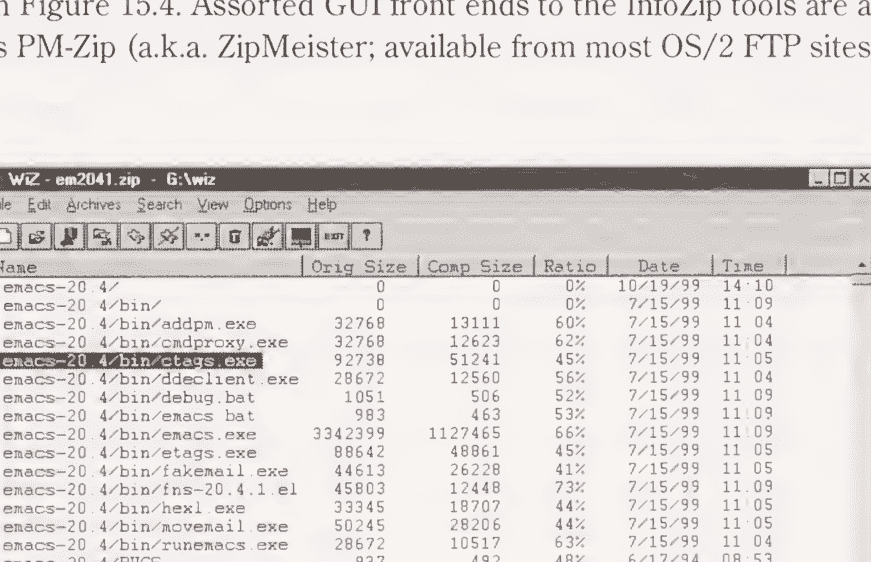 n Figure 15.4. Assorted GUI front ends to the InfoZip tools are a
s PM-Zip (a.k.a. ZipMeister; available from most OS/2 FTP sites
WiZ - em2041.zip - G:\wiz
le Edit Archives Search View Options Help
EXIT ?
Name Orig Size Comp Size Ratio Date Time
emacs-20.4/ 0 0 0% 10/19/99 14:10
emacs-20.4/bin/ 0 0 0% 7/15/99 11:09
emacs-20.4/bin/addpm.exe 32768 13111 60% 7/15/99 11:04
emacs-20.4/bin/cmdproxy.exe 32768 12623 62% 7/15/99 11:04
emacs-20.4/bin/ctags.exe 92738 51241 45% 7/15/99 11:05
emacs-20.4/bin/ddeclient.exe 28672 12560 56% 7/15/99 11:04
emacs-20.4/bin/debug.bat 1051 506 52% 7/15/99 11:09
emacs-20.4/bin/emacs.bat 983 463 53% 7/15/99 11:09
emacs-20.4/bin/emacs.exe 3342399 1127465 66% 7/15/99 11:09
emacs-20.4/bin/etags.exe 88642 48861 45% 7/15/99 11:05
emacs-20.4/bin/fakemail.exe 44613 26228 41% 7/15/99 11:05
emacs-20.4/bin/fns-20.4.1.el 45803 12448 73% 7/15/99 11:09
emacs-20.4/bin/hexl.exe 33345 18707 44% 7/15/99 11:05
emacs-20.4/bin/movemail.exe 50245 28206 44% 7/15/99 11:05
emacs-20.4/bin/runemacs.exe 28672 10517 63% 7/15/99 11:04
emacs-20.4/BUGS 937 492 48% 6/17/94 08:53